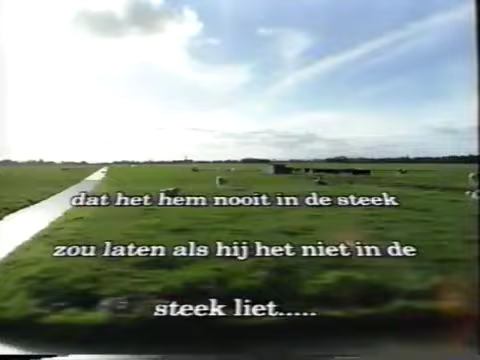 dat het hem nooit in de steek
zou laten als hij het niet in de
steek liet.....